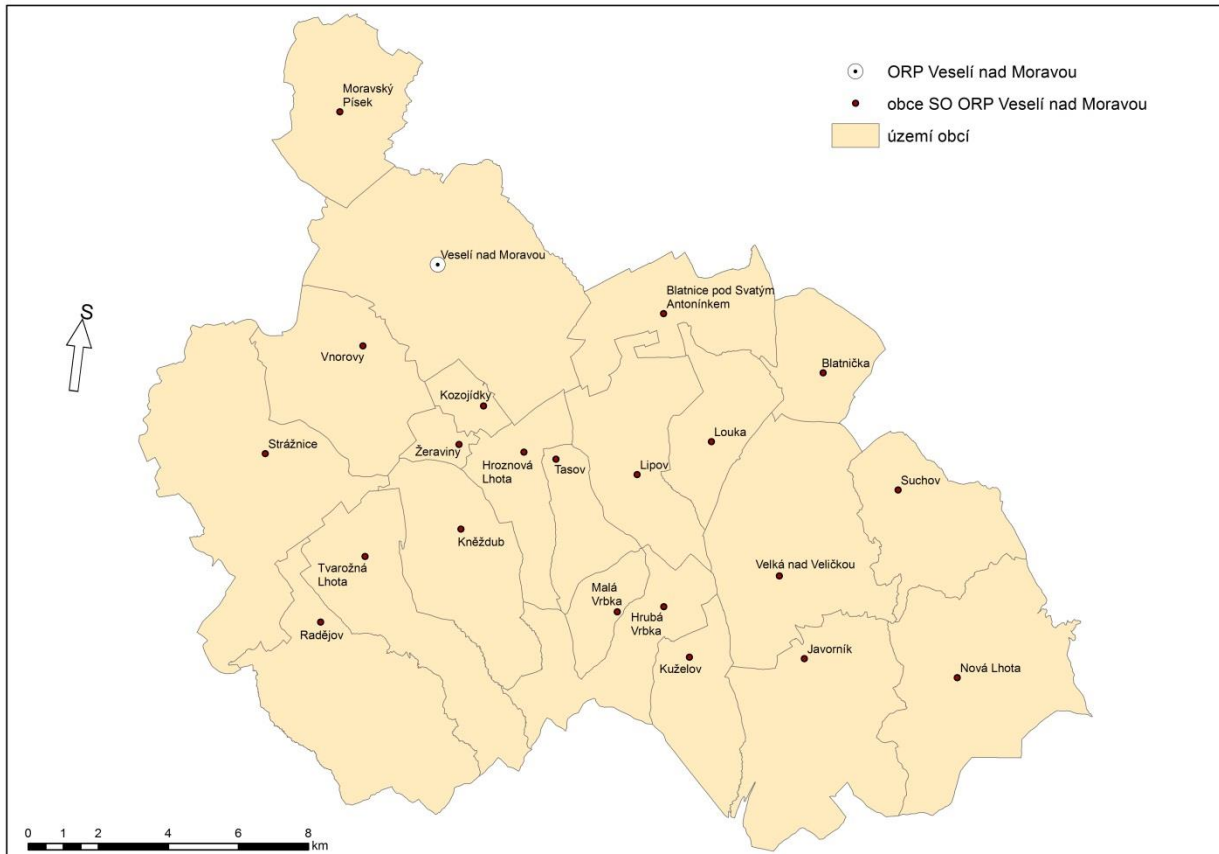 Moravský
Písek
ORP Veselí nad Moravou
obce SO ORP Veselí nad Moravou
území obcí
Veselí nad Moravou
Blatnice pod Svatým
Antonínkem
S
Vnorovy
Blatnička
Kozojídky
Strážnice
Žeraviny
Hroznová
Lhota
Tasov
Lipov
Louka
Suchov
Kněždub
Tvarožná
Lhota
Velká nad Veličkou
Malá
Vrbka
Hrubá
Vrbka
Radějov
Kuželov
Javorník
Nová Lhota
0 1 2 4 6 8
km